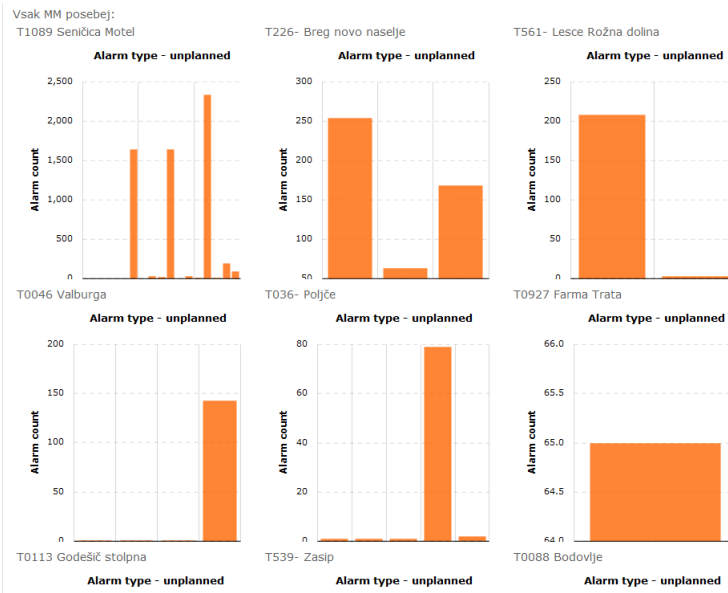 Vsak MM posebej:
T1089 Seničica Motel
T226- Breg novo naselje
T561- Lesce Rožna dolina
Alarm type - unplanned
Alarm type - unplanned
Alarm type - unplanned
Alarm count
2,500
2,000
1,500
1,000
500
0
Alarm count
300
250
200
150
100
50
Alarm count
250
200
150
100
50
0
T0046 Valburga
T036- Poljče
T0927 Farma Trata
Alarm type - unplanned
Alarm type - unplanned
Alarm type - unplanned
Alarm count
200
150
100
50
0
Alarm count
80
60
40
20
0
Alarm count
66.0
65.5
65.0
64.5
64.0
T0113 Godešič stolpna
T539- Zasip
T0088 Bodovlje
Alarm type - unplanned
Alarm type - unplanned
Alarm type - unplanned